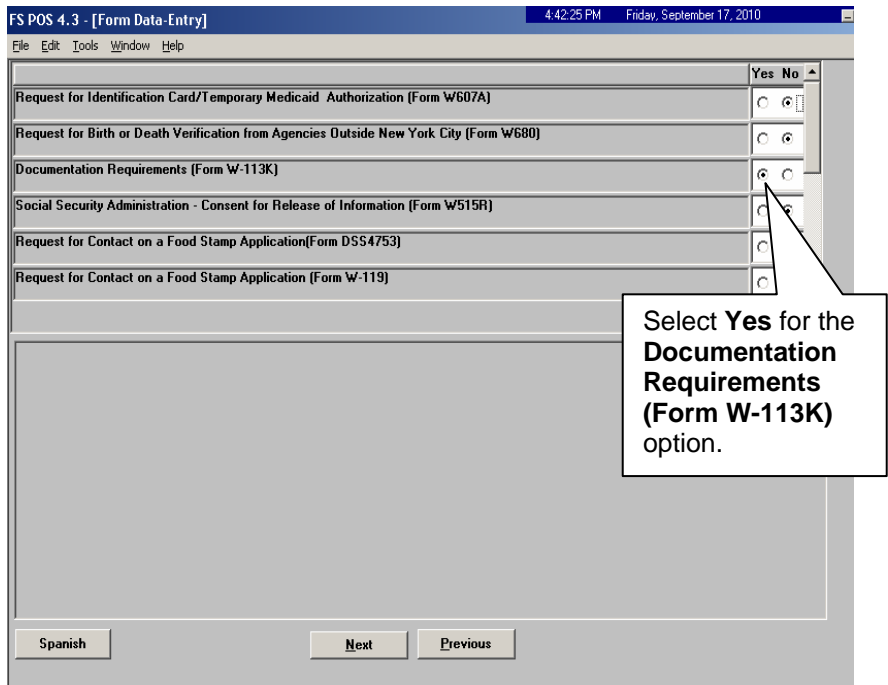 FS POS 4.3 - [Form Data-Entry] 4:42:25 PM Friday, September 17, 2010
File Edit Tools Window Help
Yes No
Request for Identification Card/Temporary Medicaid Authorization (Form W607A)
Request for Birth or Death Verification from Agencies Outside New York City (Form W680)
Documentation Requirements (Form W-113K)
Social Security Administration - Consent for Release of Information (Form W515R)
Request for Contact on a Food Stamp Application(Form DSS4753)
Request for Contact on a Food Stamp Application (Form W-119)
Select Yes for the
Documentation
Requirements
(Form W-113K)
option.
Spanish Next Previous